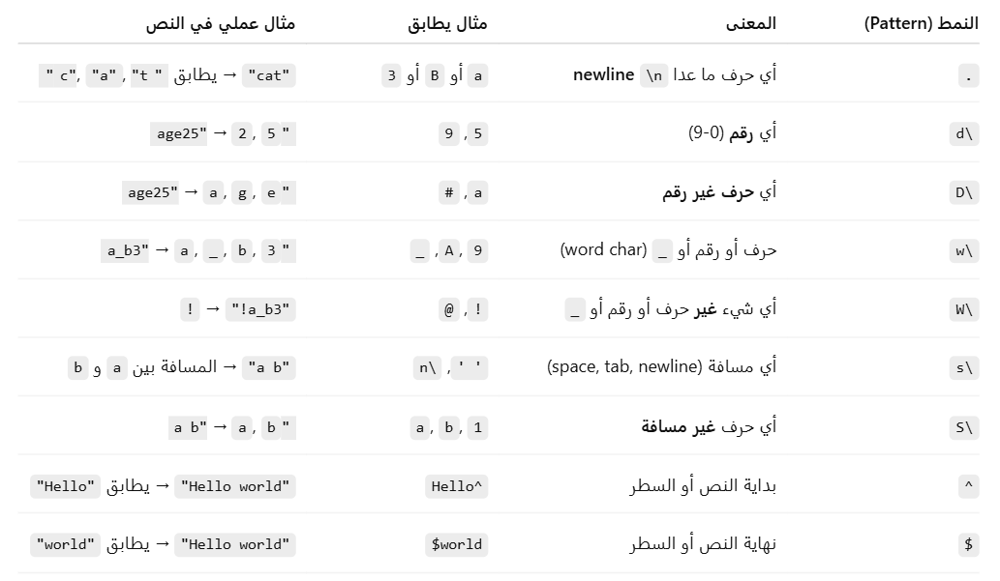 النمط (Pattern) المعنى مثال يطابق مثال عملي في النص
. أي حرف ما عدا \n newline a أو B أو 3 "cat" → يطابق "c", "a", "t"
\d أي رقم (0-9) 5, 9 "age25" → 2, 5
\D أي حرف غير رقم a, # "age25" → a, g, e
\w حرف أو رقم أو _ (word char) a, b, 9, A, _ "a_b3" → a, _, b, 3
\W أي شيء غير حرف أو رقم أو _ !, @ "!a_b3" → !
\s أي مسافة (space, tab, newline) ' ', \n "a b" → المسافة بين a و b
\S أي حرف غير مسافة a, b, 1 "a b" → a, b
^ بداية النص أو السطر ^Hello "Hello world" → يطابق "Hello"
$ نهاية النص أو السطر world$ "Hello world" → يطابق "world"